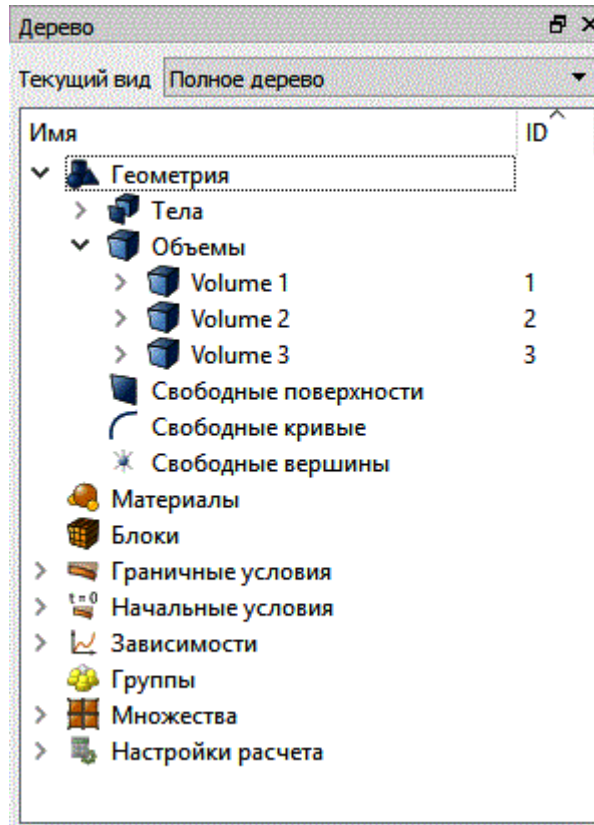 Дерево
Текущий вид Полное дерево
Имя ID
Геометрия
Тела
Объемы
Volume 1 1
Volume 2 2
Volume 3 3
Свободные поверхности
Свободные кривые
Свободные вершины
Материалы
Блоки
Граничные условия
t=0 Начальные условия
Зависимости
Группы
Множества
Настройки расчета